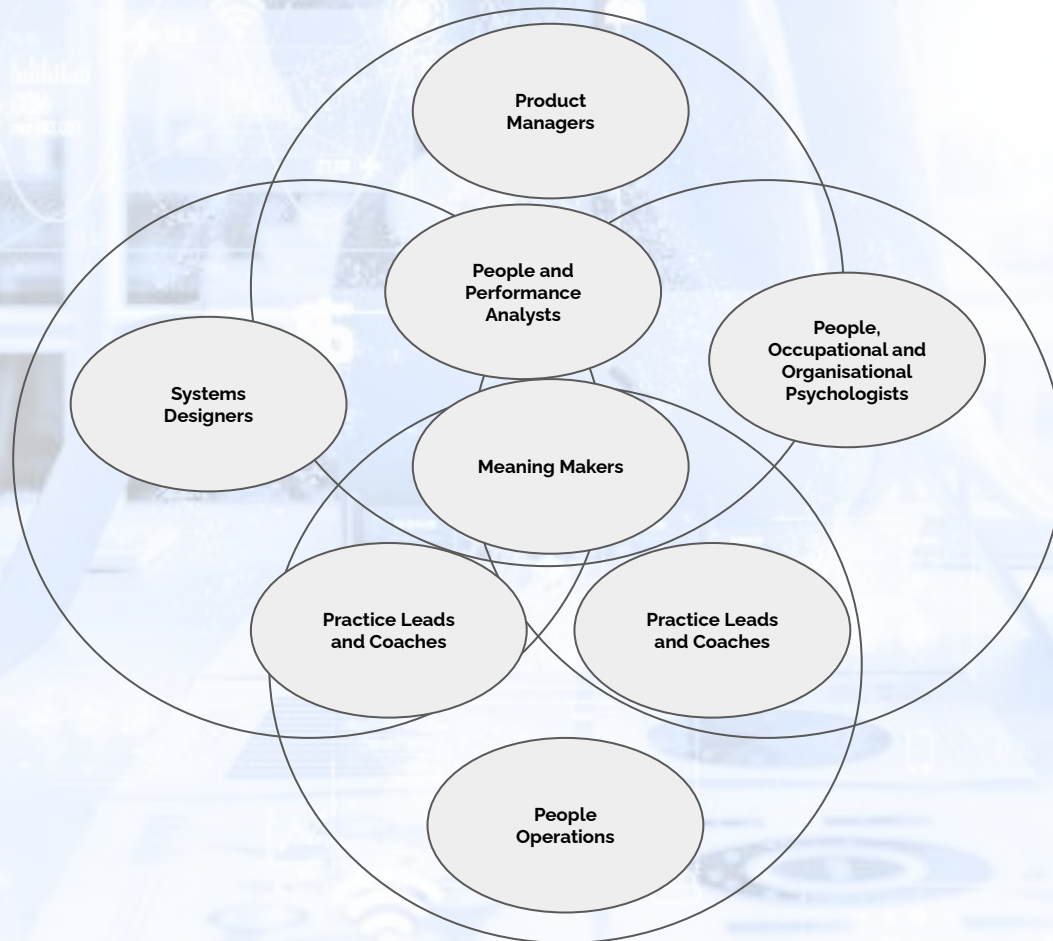 Product
Managers
People and
Performance
Analysts
People,
Occupational and
Organisational
Psychologists
Systems
Designers
Meaning Makers
Practice Leads
and Coaches
Practice Leads
and Coaches
People
Operations